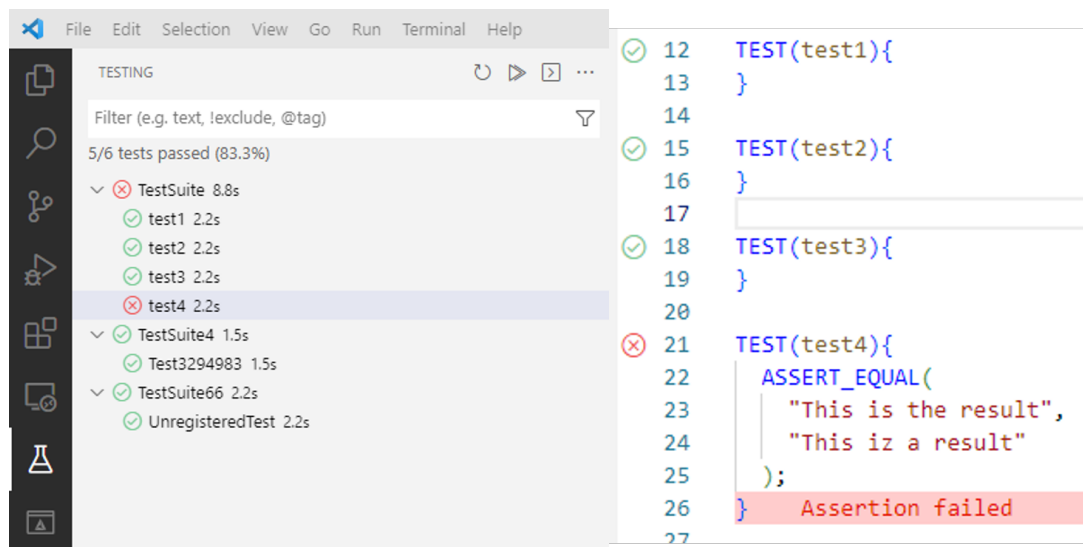 File Edit Selection View Go Run Terminal Help
TESTING
Filter (e.g. text, !exclude, @tag)
5/6 tests passed (83.3%)
TestSuite 8.8s
test1 2.2s
test2 2.2s
test3 2.2s
test4 2.2s
TestSuite4 1.5s
Test3294983 1.5s
TestSuite66 2.2s
UnregisteredTest 2.2s
12 TEST(test1){
13 }
14
15 TEST(test2){
16 }
17
18 TEST(test3){
19 }
20
21 TEST(test4){
22 ASSERT_EQUAL(
23 "This is the result",
24 "This iz a result"
25 );
26 } Assertion failed
27